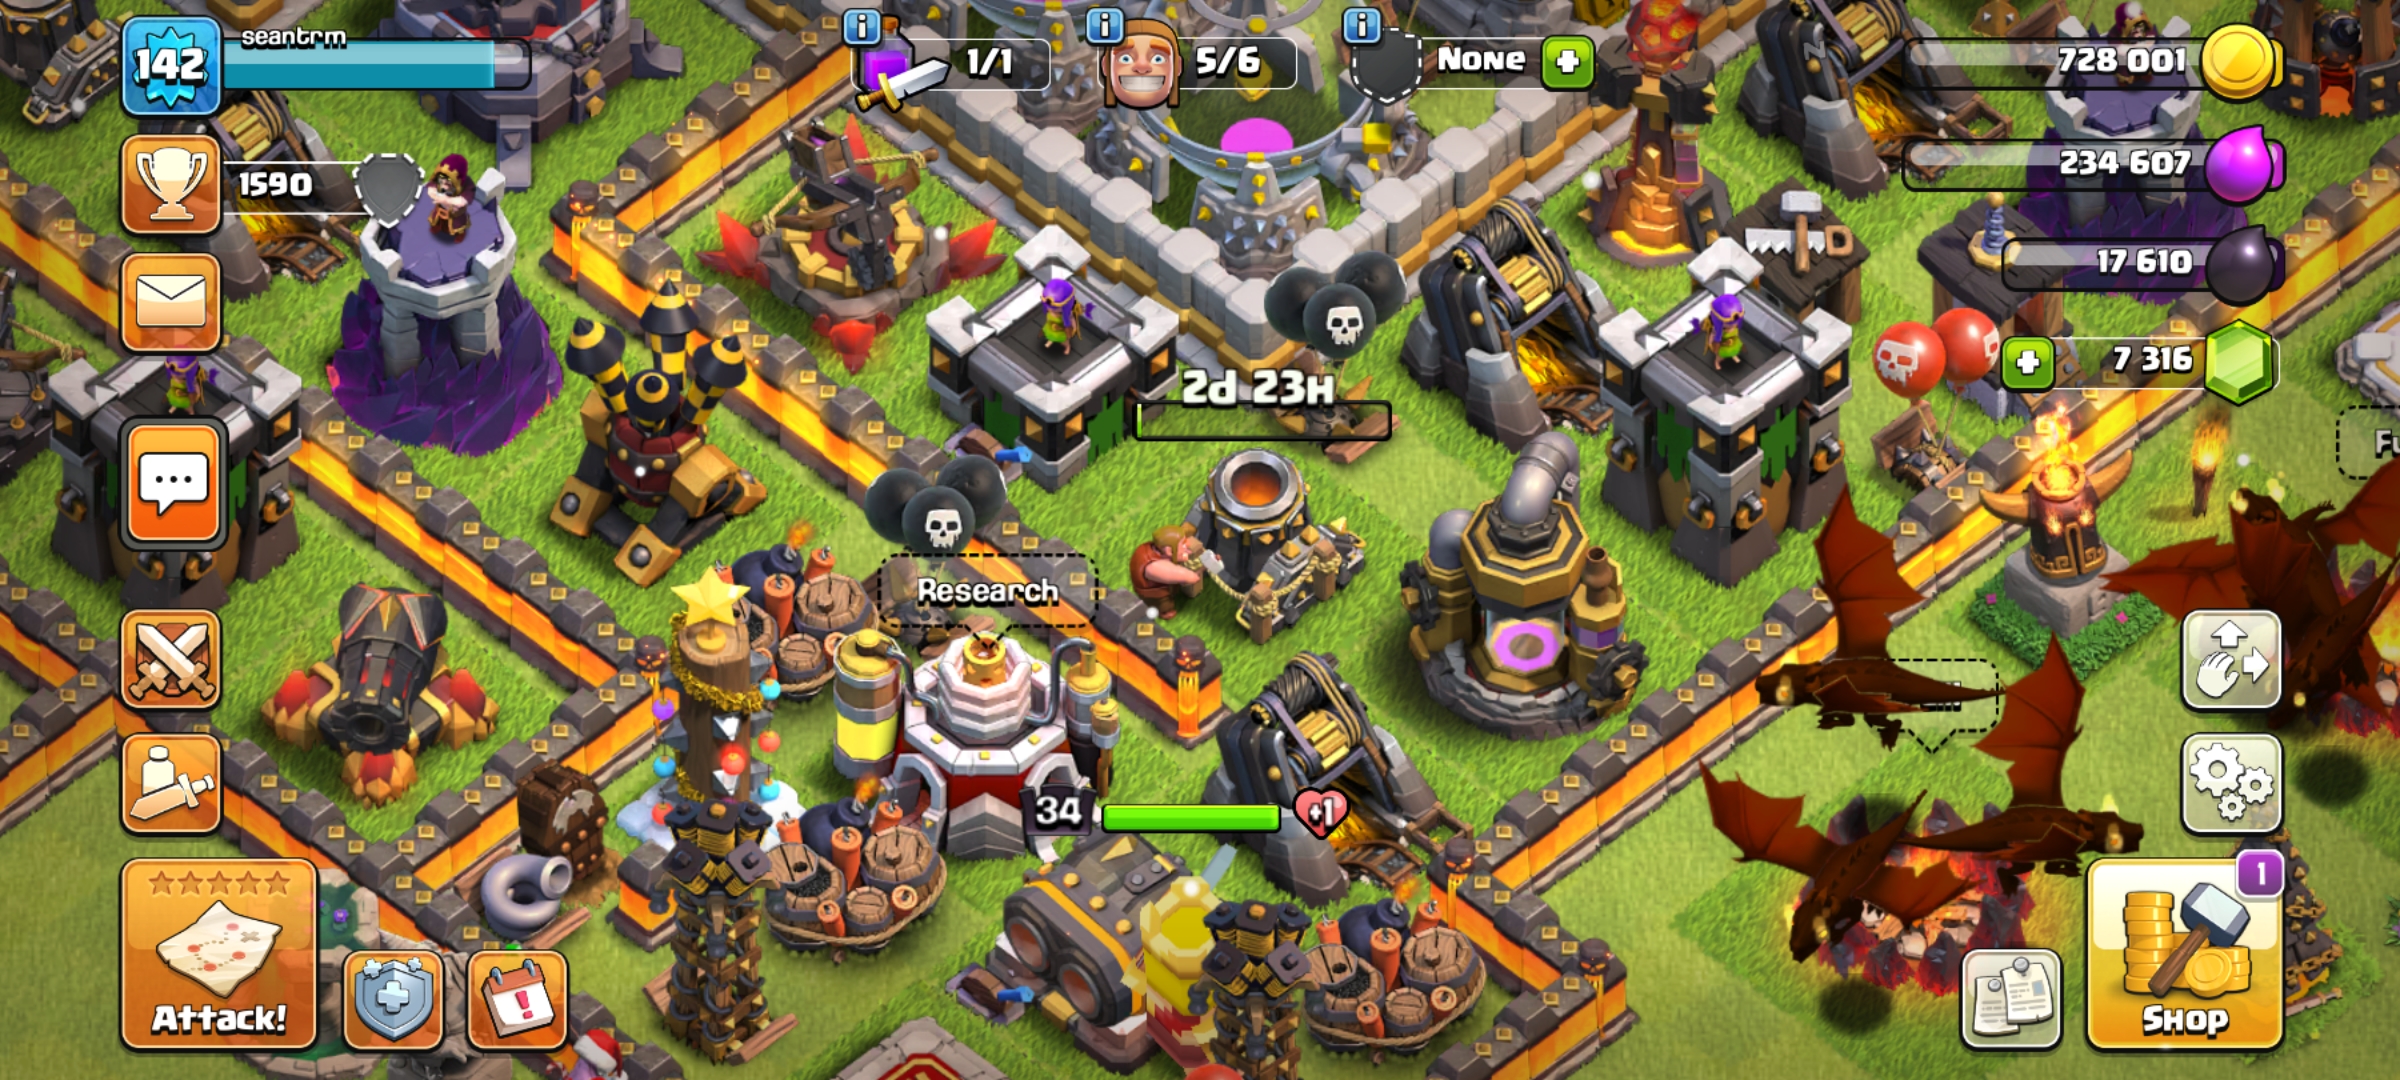 142
seantrm
1/1
5/6
None
728 001
1590
234 607
17 610
7 316
2d 23h
Research
34
+1
1
Attack!
Shop